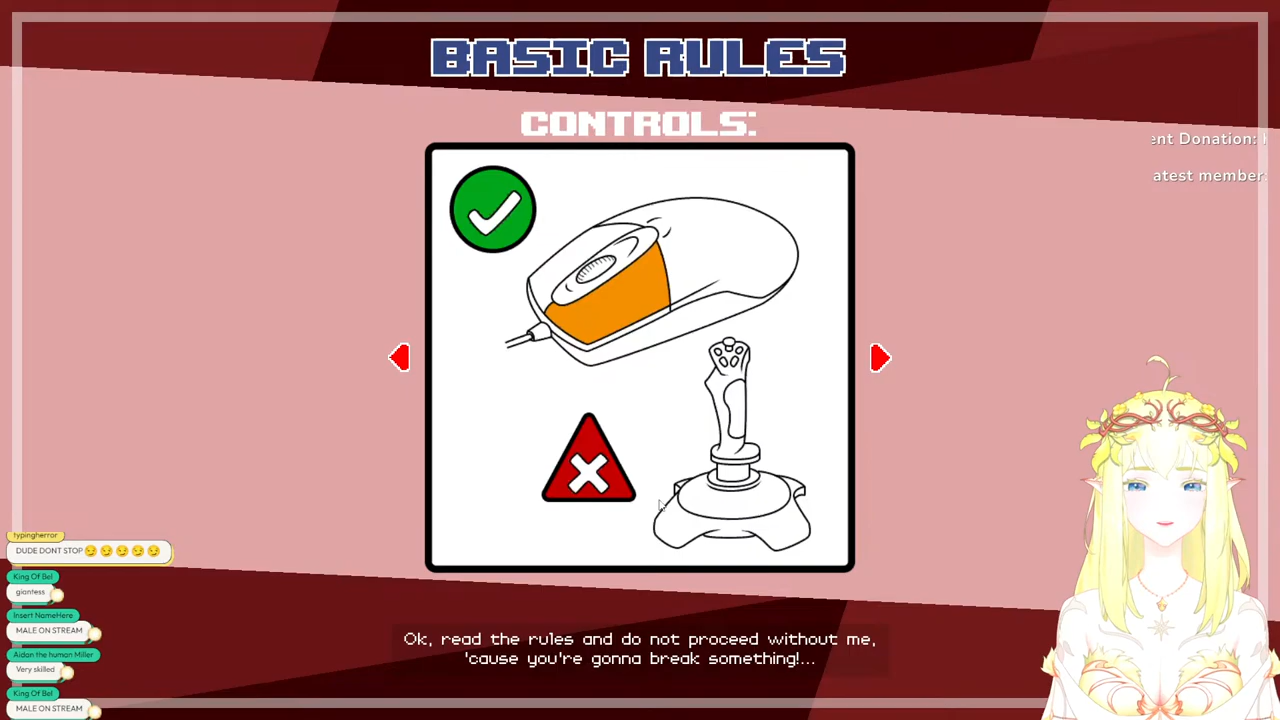 BASIC RULES
CONTROLS:
ent Donation:
atest member:
typingherror
DUDE DONT STOP😏😏😏😏😏
King Of Bel
giantess
Insert NameHere
MALE ON STREAM
Aidan the human Miller
Very skilled
King Of Bel
MALE ON STREAM
Ok, read the rules and do not proceed without me,
'cause you're gonna break something!...